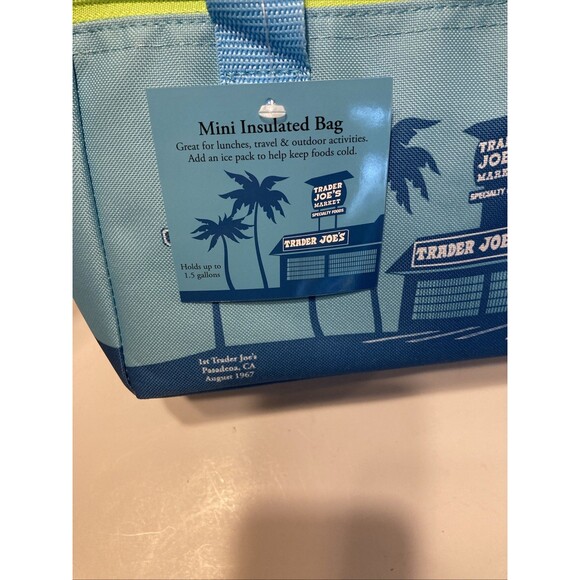 Mini Insulated Bag
Great for lunches, travel & outdoor activities.
Add an ice pack to help keep foods cold.
TRADER
JOE'S
MARKET
SPECIALTY FOODS
TRADER JOE'S
Holds up to
1.5 gallons
TRA
JOE
MAR
SPECIALTY
TRADER JOE
1st Trader Joe's
Pasadena, CA
August 1967